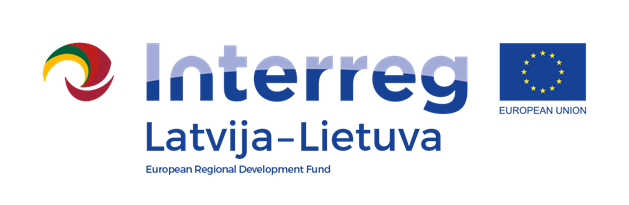 Interreg
EUROPEAN UNION
Latvija–Lietuva
European Regional Development Fund